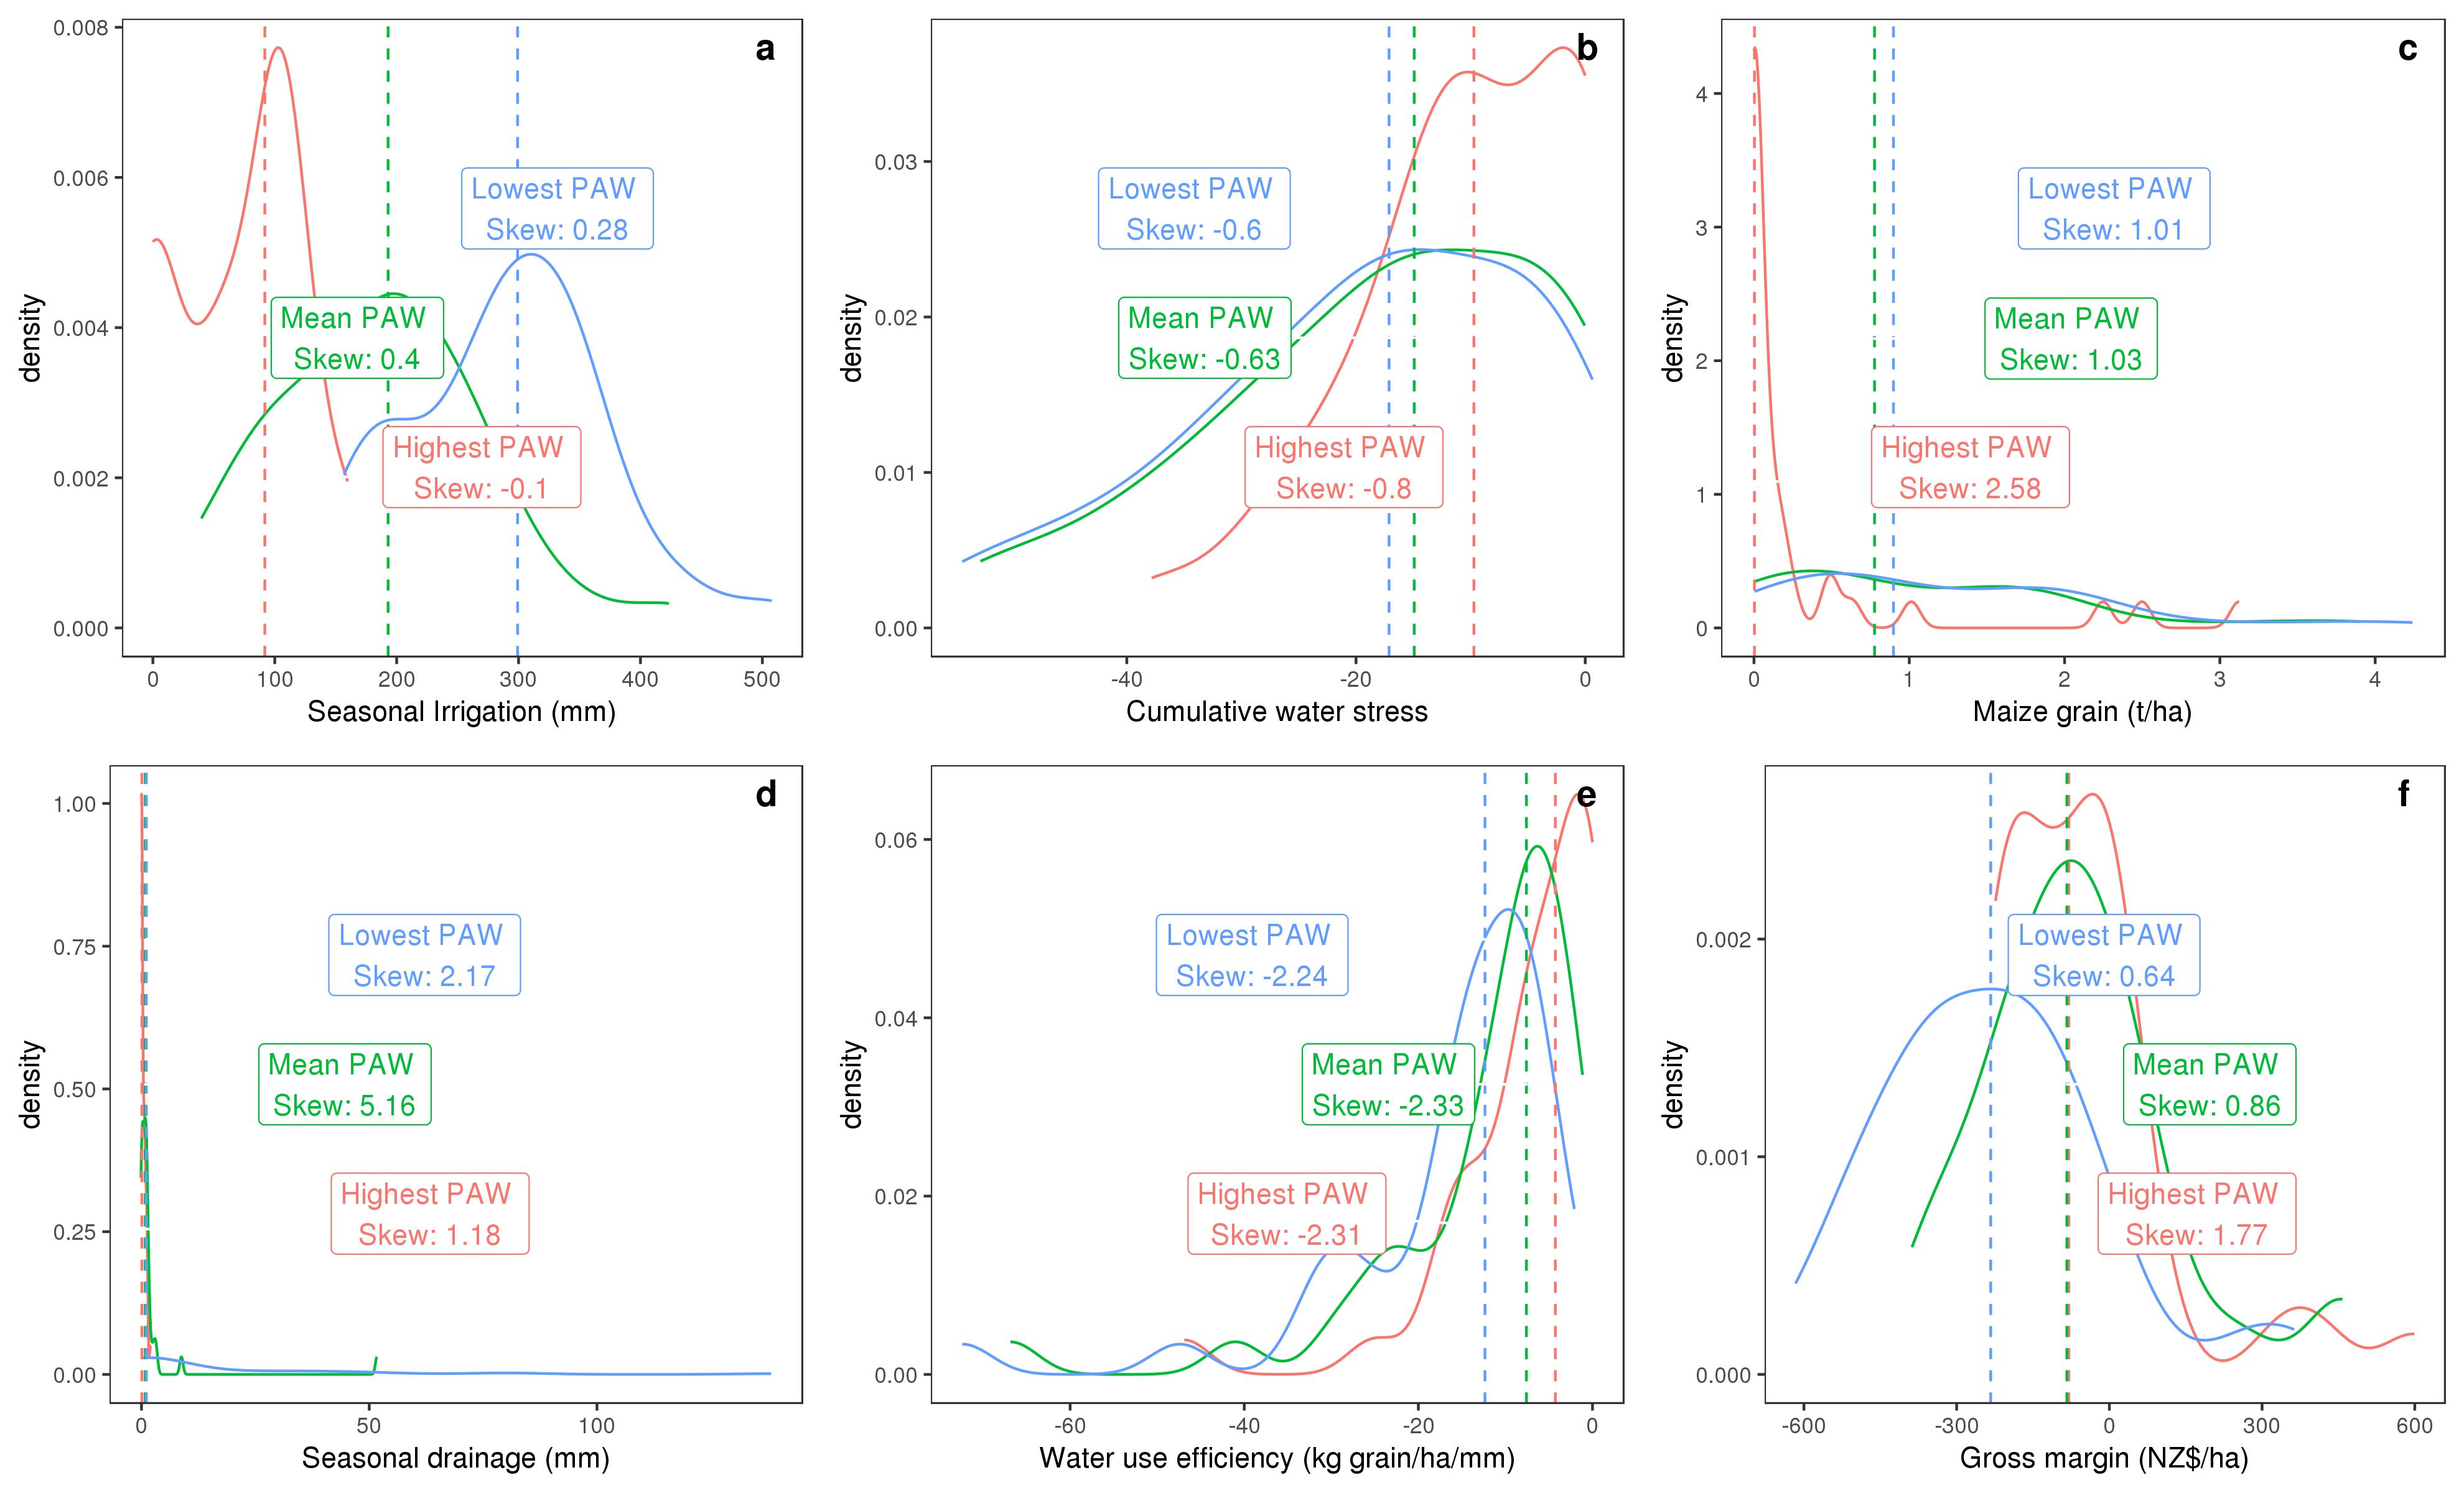 a
0.008
0.006
0.004
0.002
0.000
density
Lowest PAW
Skew: 0.28
Mean PAW
Skew: 0.4
Highest PAW
Skew: -0.1
0 100 200 300 400 500
Seasonal Irrigation (mm)
b
0.03
0.02
0.01
0.00
density
Lowest PAW
Skew: -0.6
Mean PAW
Skew: -0.63
Highest PAW
Skew: -0.8
-40 -20 0
Cumulative water stress
c
4
3
2
1
0
density
Lowest PAW
Skew: 1.01
Mean PAW
Skew: 1.03
Highest PAW
Skew: 2.58
0 1 2 3 4
Maize grain (t/ha)
d
1.00
0.75
0.50
0.25
0.00
density
Lowest PAW
Skew: 2.17
Mean PAW
Skew: 5.16
Highest PAW
Skew: 1.18
0 50 100
Seasonal drainage (mm)
e
0.06
0.04
0.02
0.00
density
Lowest PAW
Skew: -2.24
Mean PAW
Skew: -2.33
Highest PAW
Skew: -2.31
-60 -40 -20 0
Water use efficiency (kg grain/ha/mm)
f
0.002
0.001
0.000
density
Lowest PAW
Skew: 0.64
Mean PAW
Skew: 0.86
Highest PAW
Skew: 1.77
-600 -300 0 300 600
Gross margin (NZ$/ha)